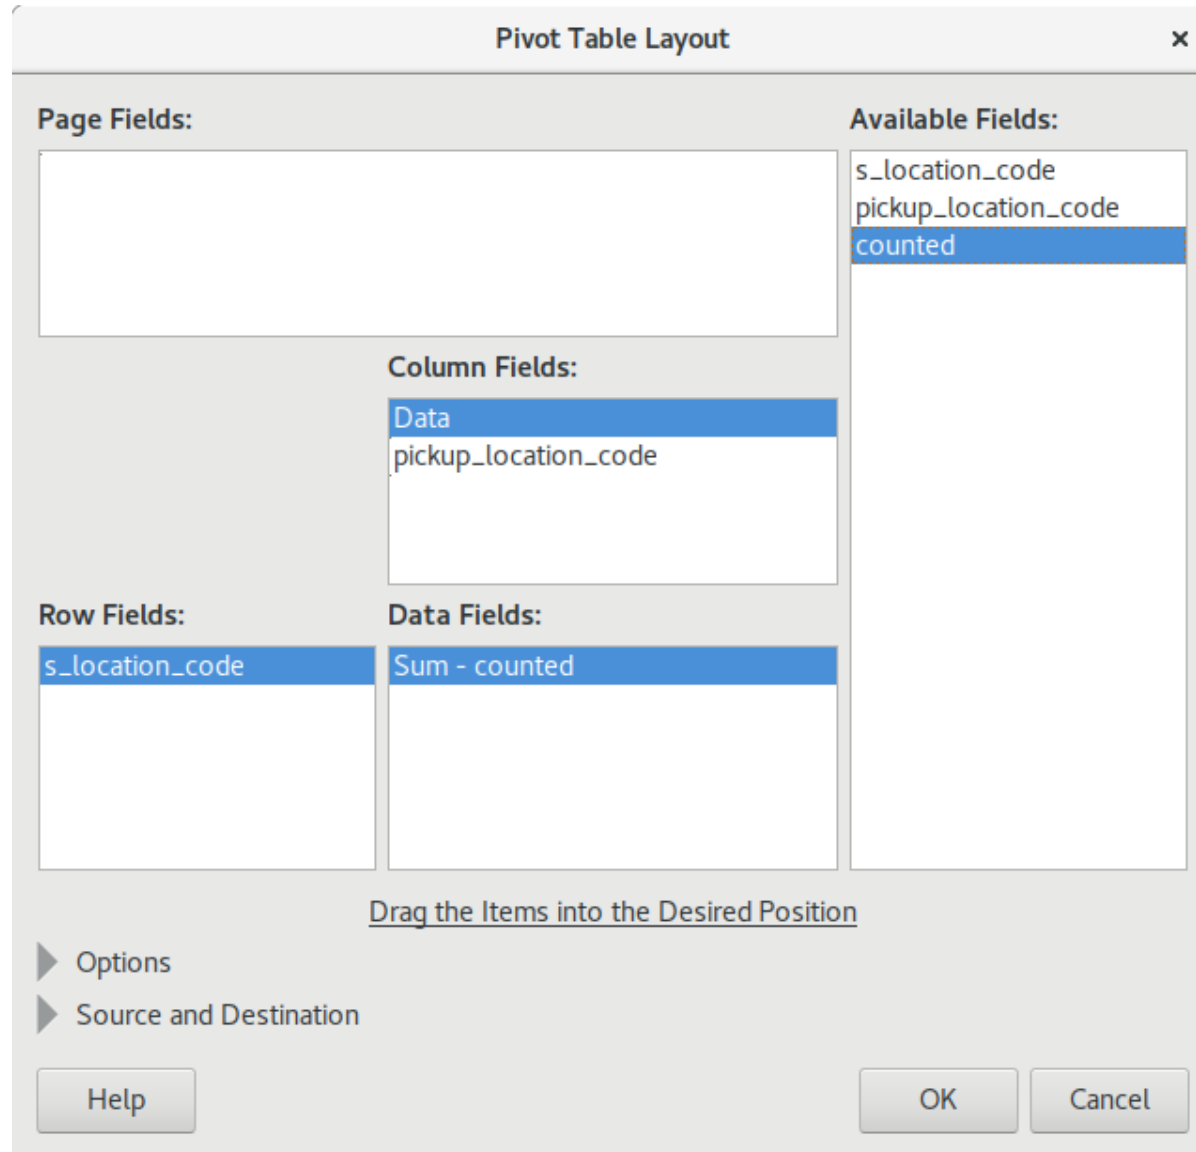 Pivot Table Layout
Page Fields:
Available Fields:
s_location_code
pickup_location_code
counted
Column Fields:
Data
pickup_location_code
Row Fields:
s_location_code
Data Fields:
Sum - counted
Drag the Items into the Desired Position
Options
Source and Destination
Help
OK
Cancel